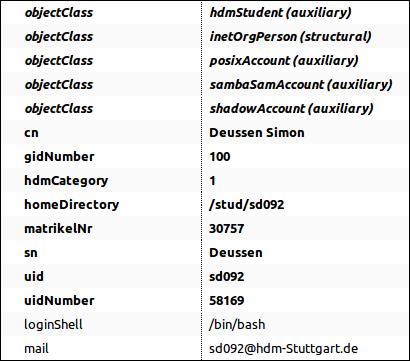 objectClass hdmStudent (auxiliary)
objectClass inetOrgPerson (structural)
objectClass posixAccount (auxiliary)
objectClass sambaSamAccount (auxiliary)
objectClass shadowAccount (auxiliary)
cn Deussen Simon
gidNumber 100
hdmCategory 1
homeDirectory /stud/sd092
matrikelNr 30757
sn Deussen
uid sd092
uidNumber 58169
loginShell /bin/bash
mail sd092@hdm-Stuttgart.de